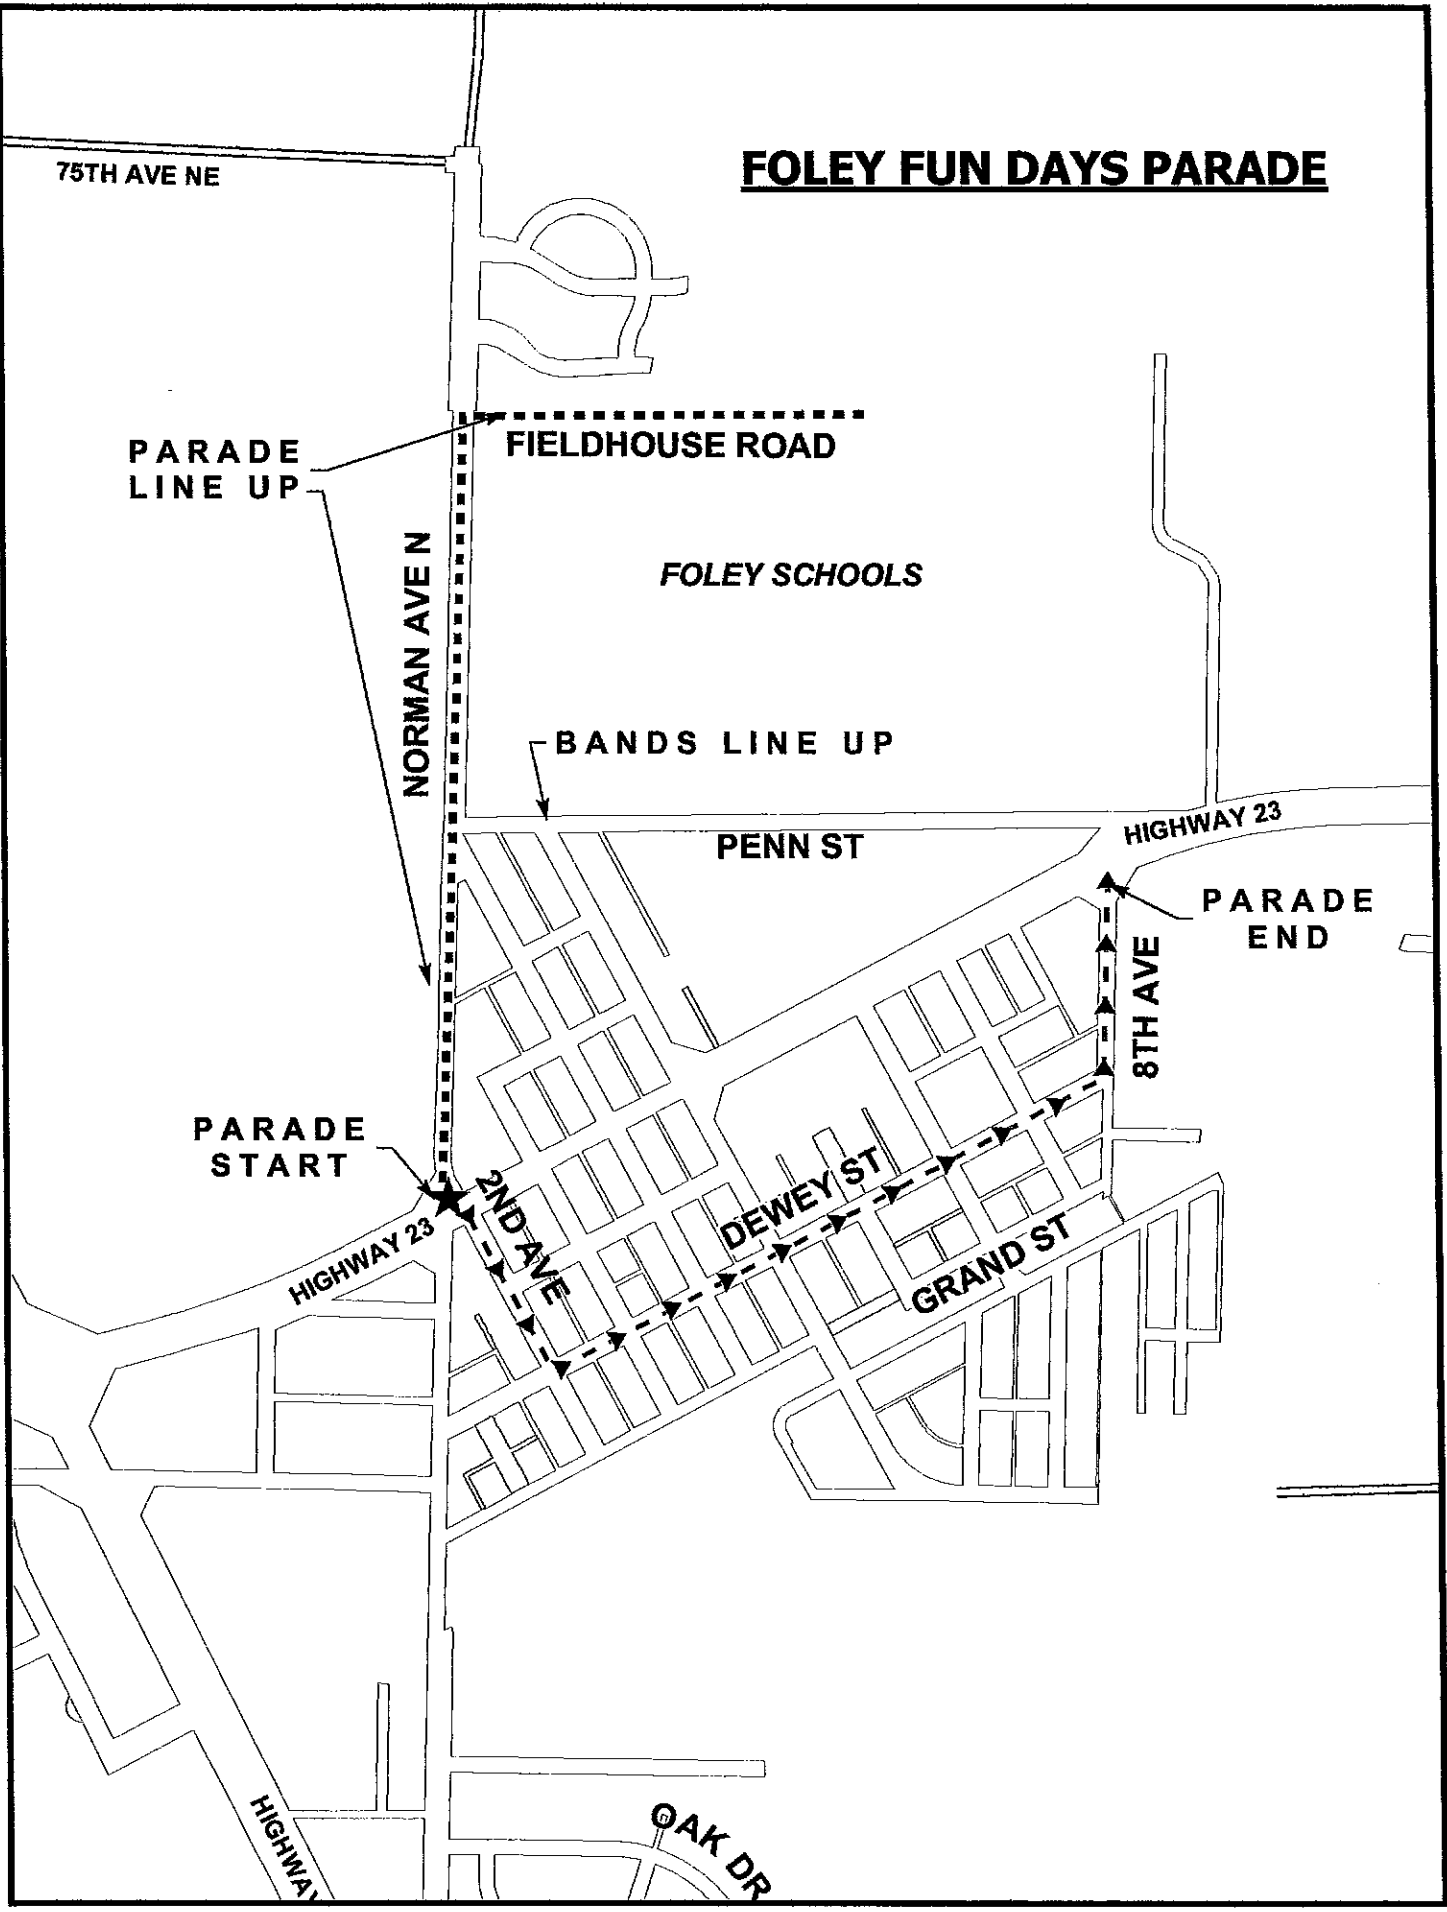 FOLEY FUN DAYS PARADE
75TH AVE NE
PARADE
LINE UP
FIELDHOUSE ROAD
NORMAN AVE N
FOLEY SCHOOLS
BANDS LINE UP
PENN ST
HIGHWAY 23
PARADE
END
8TH AVE
PARADE
START
2ND AVE
DEWEY ST
HIGHWAY 23
GRAND ST
HIGHWAY
OAK DR